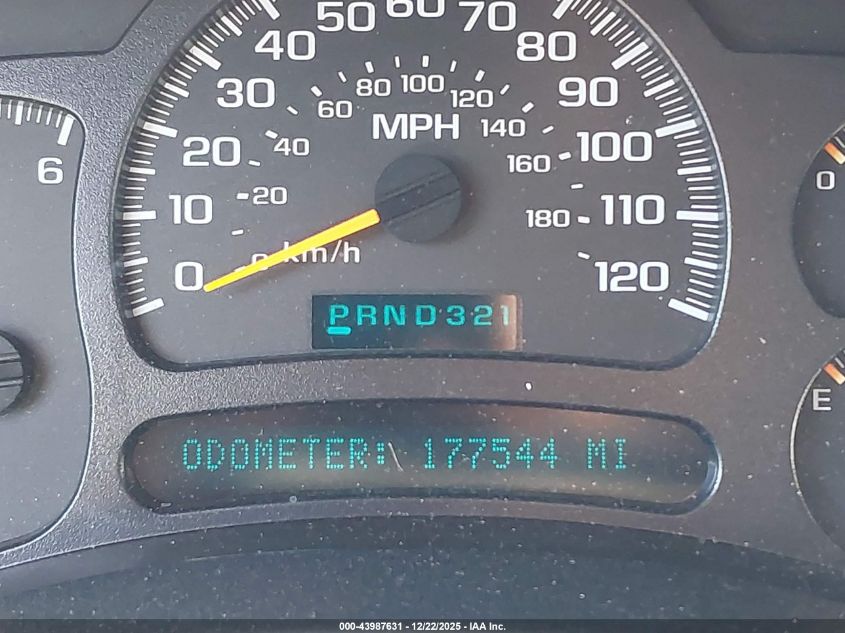 50 60 70
40 80
30 80 100 120 90
60
MPH 140
20 40 160 100
10 20 180 110
0 0 km/h 120
PRND321
6
0
E
ODOMETER: 177544 MI
000-43987631 - 12/22/2025 - IAA Inc.